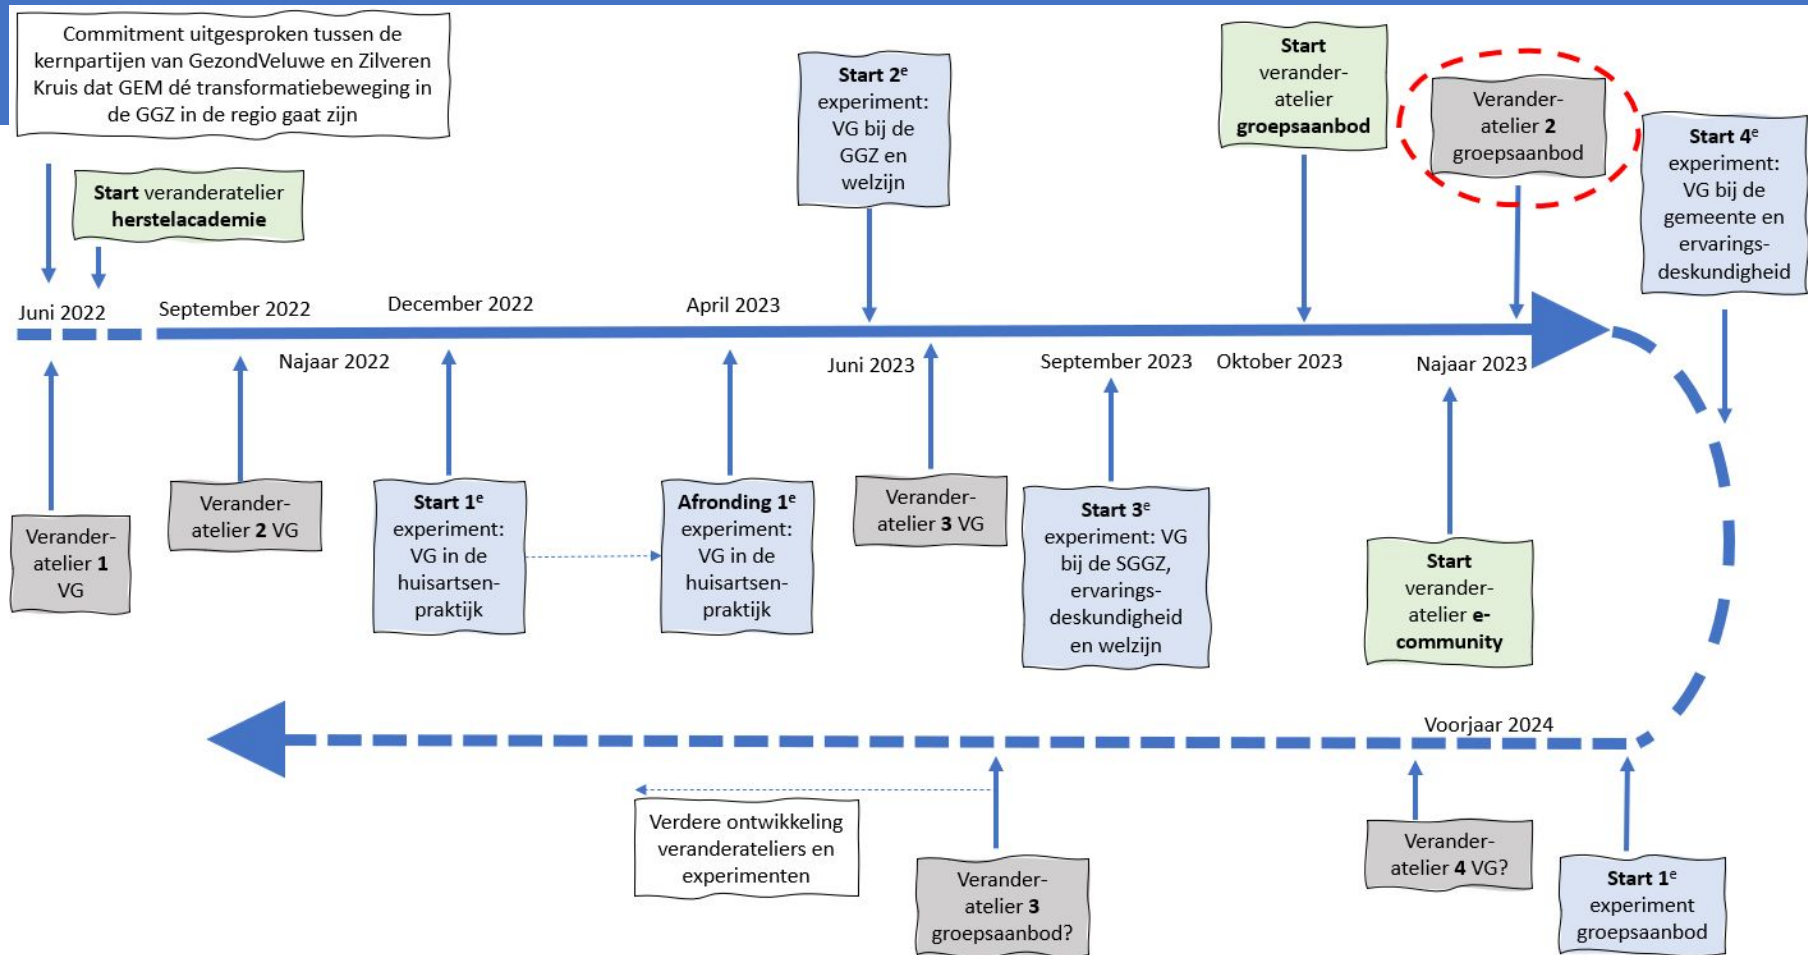 Commitment uitgesproken tussen de
kernpartijen van GezondVeluwe en Zilveren
Kruis dat GEM dé transformatiebeweging in
de GGZ in de regio gaat zijn
Start veranderatelier
herstelacademie
Start 2e
experiment:
VG bij de
GGZ en
welzijn
Start
verander-
atelier
groepsaanbod
Verander-
atelier 2
groepsaanbod
Start 4e
experiment:
VG bij de
gemeente en
ervarings-
deskundigheid
Juni 2022
September 2022
December 2022
April 2023
Najaar 2022
Juni 2023
September 2023
Oktober 2023
Najaar 2023
Verander-
atelier 1
VG
Verander-
atelier 2 VG
Start 1e
experiment:
VG in de
huisartsen-
praktijk
Afronding 1e
experiment:
VG in de
huisartsen-
praktijk
Verander-
atelier 3 VG
Start 3e
experiment: VG
bij de SGGZ,
ervarings-
deskundigheid
en welzijn
Start
verander-
atelier e-
community
Voorjaar 2024
Verdere ontwikkeling
veranderateliers en
experimenten
Verander-
atelier 3
groepsaanbod?
Verander-
atelier 4 VG?
Start 1e
experiment
groepsaanbod